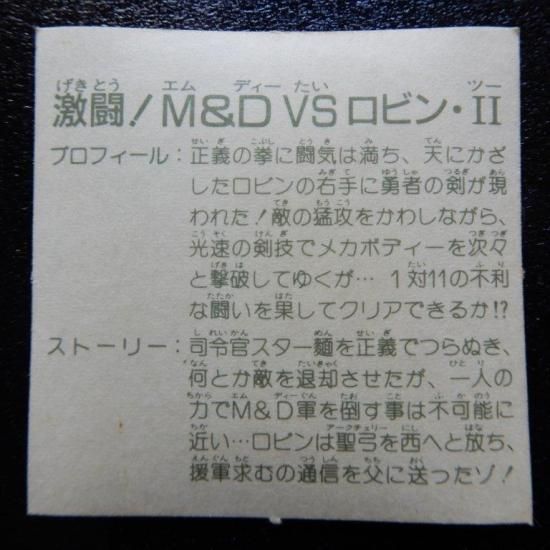 激闘！M&D VS ロビン・II
プロフィール：正義の拳に闘気は満ち、天にかざ
したロビンの右手に勇者の剣が現
われた！敵の猛攻をかわしながら、
光速の剣技でメカボディーを次々
と撃破してゆくが… 1対11の不利
な闘いを果してクリアできるか!?
ストーリー：司令官スター麺を正義でつらぬき、
何とか敵を退却させたが、一人の
力でM&D軍を倒す事は不可能に
近い…ロビンは聖弓を西へと放ち、
援軍求むの通信を父に送ったゾ！